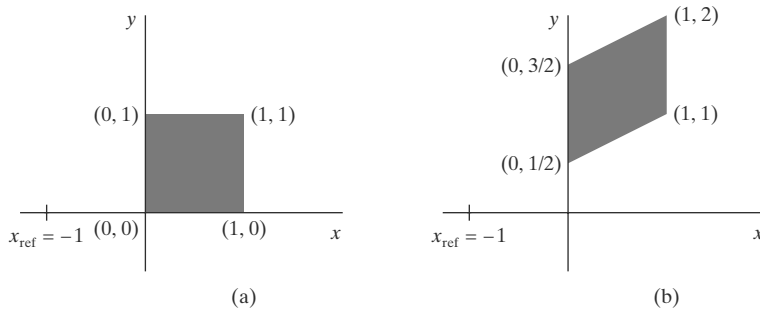 y
(0, 1)
(1, 1)
(0, 0)
(1, 0)
x
x_ref = −1
(a)
y
(1, 2)
(0, 3/2)
(1, 1)
(0, 1/2)
x
x_ref = −1
(b)